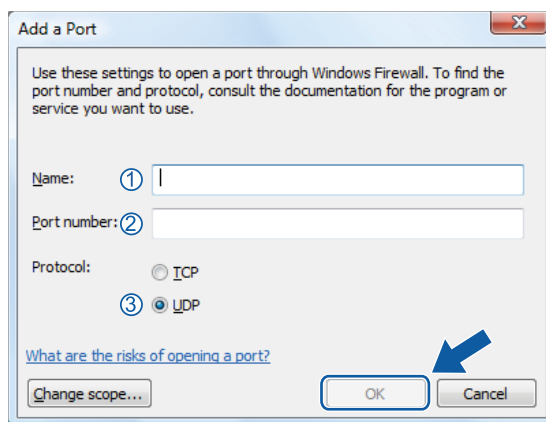 Add a Port
X
Use these settings to open a port through Windows Firewall. To find the
port number and protocol, consult the documentation for the program or
service you want to use.
Name: ①
Port number: ②
Protocol: TCP
③ UDP
What are the risks of opening a port?
Change scope... OK Cancel